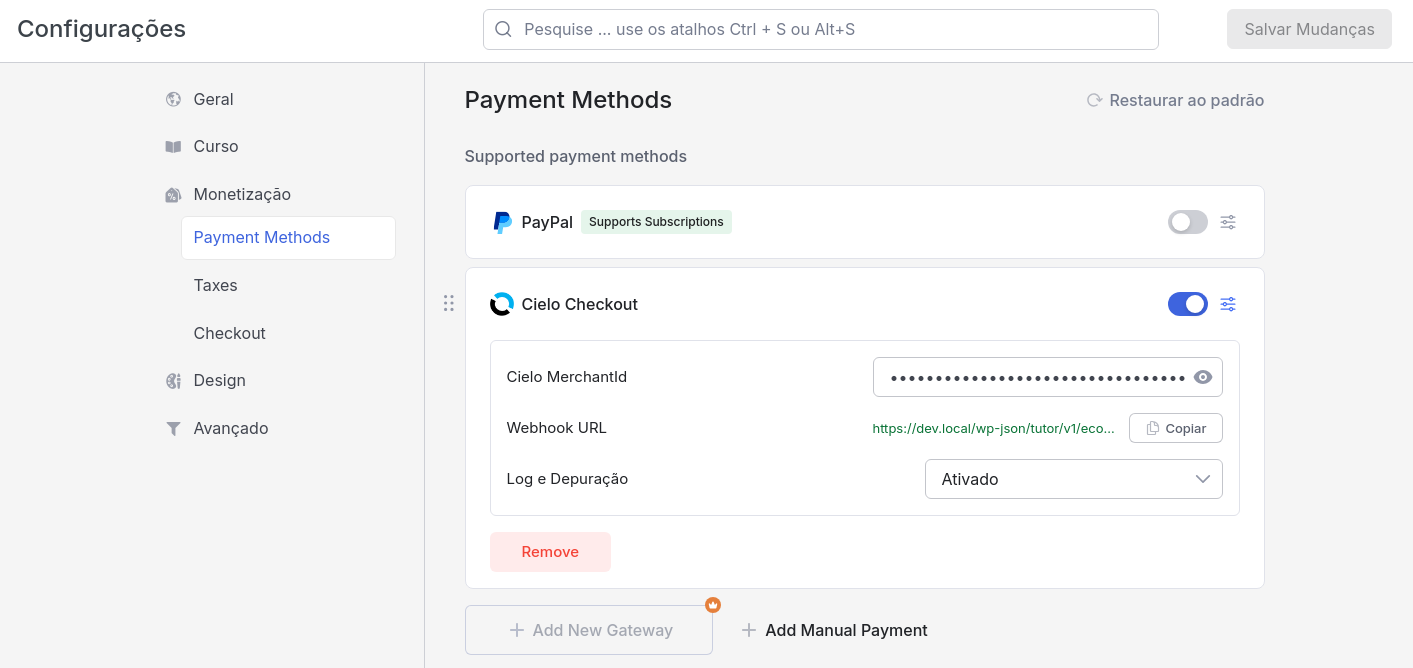 Configurações
Pesquise ... use os atalhos Ctrl + S ou Alt+S
Salvar Mudanças
Geral
Curso
Monetização
Payment Methods
Taxes
Checkout
Design
Avançado
Payment Methods
Restaurar ao padrão
Supported payment methods
PayPal
Supports Subscriptions
Cielo Checkout
Cielo MerchantId
•••••••••••••••••••••••••••••••••
Webhook URL
https://dev.local/wp-json/tutor/v1/eco...
Copiar
Log e Depuração
Ativado
Remove
Add New Gateway
Add Manual Payment